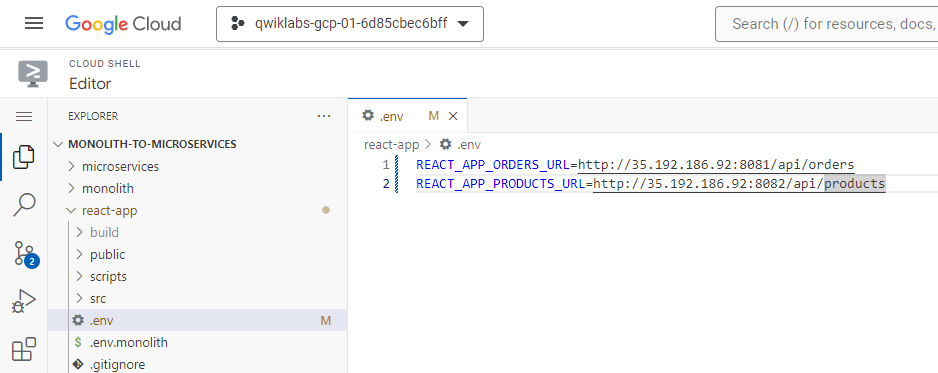 Google Cloud
qwiklabs-gcp-01-6d85cbec6bff
Search (/) for resources, docs,
CLOUD SHELL
Editor
EXPLORER
MONOLITH-TO-MICROSERVICES
microservices
monolith
react-app
build
public
scripts
src
.env M
.env.monolith
.gitignore
2
.env M
react-app > .env
1 REACT_APP_ORDERS_URL=http://35.192.186.92:8081/api/orders
2 REACT_APP_PRODUCTS_URL=http://35.192.186.92:8082/api/products